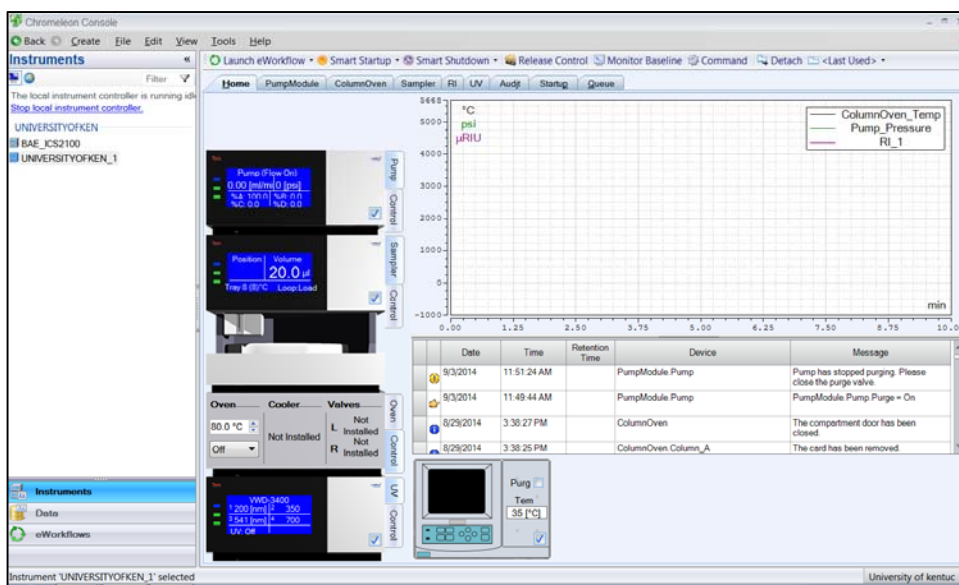 Chromeleon Console
Back Create File Edit View Tools Help
Instruments «
Launch eWorkflow Smart Startup Smart Shutdown Release Control Monitor Baseline Command Detach <Last Used>
Filter
The local instrument controller is running idl
Stop local instrument controller.
UNIVERSITYOFKEN
BAE_ICS2100
UNIVERSITYOFKEN_1
Home PumpModule ColumnOven Sampler RI UV Audit Startup Queue
Pump (Flow On)
0.00 [ml/mi 0 [psi]
%A: 100.0 %B: 0.0
%C: 0.0 %D: 0.0
Pump
Control
Position Volume
20.0 µl
Tray 8 (8)°C Loop:Load
Sampler
Control
Oven Cooler Valves
80.0 °C
Off
Not Installed
L Not Installed
R Not Installed
Oven
Control
VWD-3400
1 200 [nm] 2 350
3 541 [nm] 4 700
UV: Off
UV
Control
5000
4000
3000
2000
1000
0
-1000
°C
psi
µRIU
ColumnOven_Temp
Pump_Pressure
RI_1
min
0.00 1.25 2.50 3.75 5.00 6.25 7.50 8.75 10.0
Date Time Retention Time Device Message
9/3/2014 11:51:24 AM PumpModule.Pump Pump has stopped purging. Please close the purge valve.
9/3/2014 11:49:44 AM PumpModule.Pump PumpModule.Pump.Purge = On
8/29/2014 3:38:27 PM ColumnOven The compartment door has been closed.
8/29/2014 3:38:25 PM ColumnOven.Column_A The card has been removed.
Purg
Tem
35 [°C]
Instruments
Data
eWorkflows
Instrument 'UNIVERSITYOFKEN_1' selected
University of kentuc